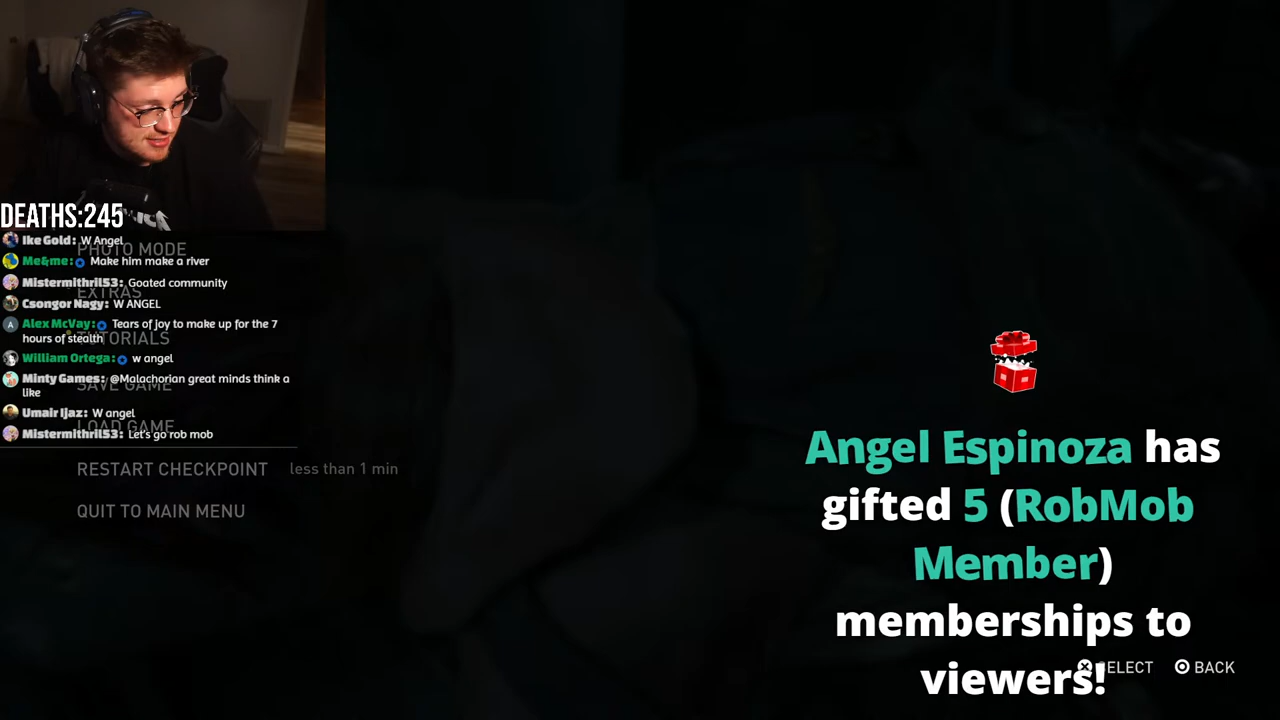 DEATHS:245
Ike Gold: W Angel
PHOTO MODE
Me&me: Make him make a river
Mistermithril53: Goated community
EXTRAS
Csongor Nagy: W ANGEL
A Alex McVay: Tears of joy to make up for the 7
hours of stealth
TUTORIALS
William Ortega: w angel
Minty Games: @Malachorian great minds think a
like
SAVE GAME
Umair Ijaz: W angel
LOAD GAME
Mistermithril53: Let's go rob mob
RESTART CHECKPOINT less than 1 min
QUIT TO MAIN MENU
Angel Espinoza has
gifted 5 (RobMob
Member)
memberships to
viewers!
SELECT BACK